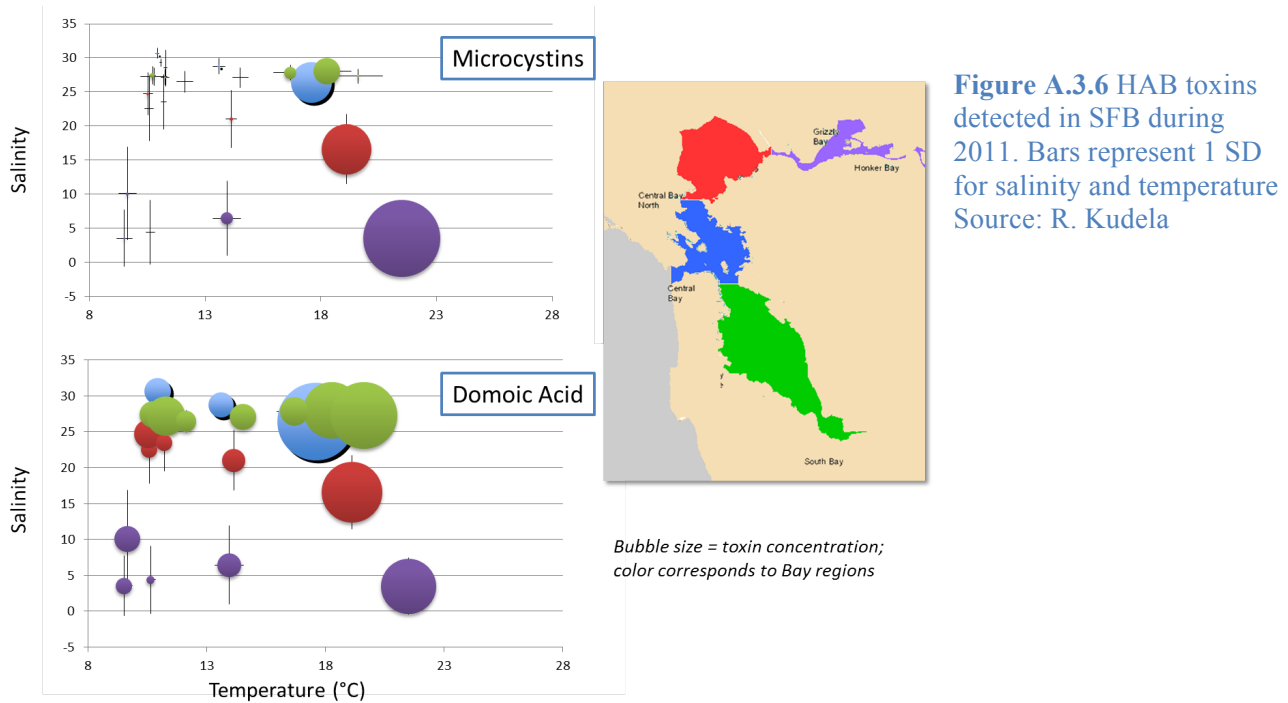 35
30
25
20
15
10
5
0
-5
Salinity
Microcystins
8
13
18
23
28
35
30
25
20
15
10
5
0
-5
Salinity
Domoic Acid
8
13
18
23
28
Temperature (°C)
Grizzly
Bay
Honker Bay
Central Bay
North
Central
Bay
South Bay
Bubble size = toxin concentration;
color corresponds to Bay regions
Figure A.3.6 HAB toxins
detected in SFB during
2011. Bars represent 1 SD
for salinity and temperature
Source: R. Kudela